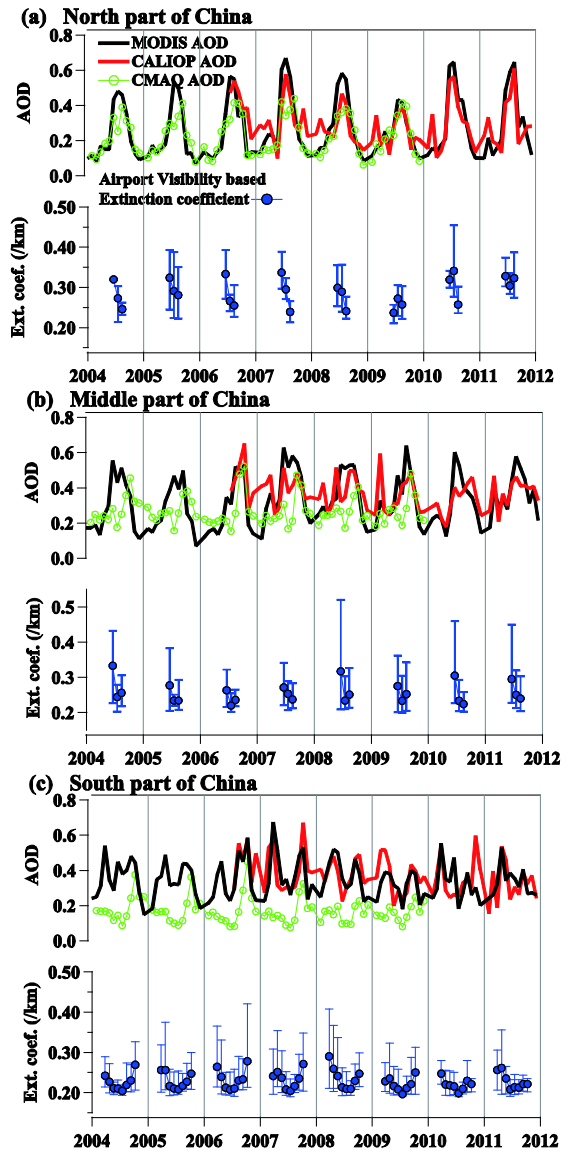 (a) North part of China
0.8
0.6
0.4
0.2
0.0
AOD
MODIS AOD
CALIOP AOD
CMAQ AOD
Airport Visibility based
Extinction coefficient
0.50
0.40
0.30
0.20
Ext. coef. (/km)
2004 2005 2006 2007 2008 2009 2010 2011 2012
(b) Middle part of China
0.8
0.6
0.4
0.2
0.0
AOD
0.5
0.4
0.3
0.2
Ext. coef. (/km)
2004 2005 2006 2007 2008 2009 2010 2011 2012
(c) South part of China
0.8
0.6
0.4
0.2
0.0
AOD
0.50
0.40
0.30
0.20
Ext. coef. (/km)
2004 2005 2006 2007 2008 2009 2010 2011 2012